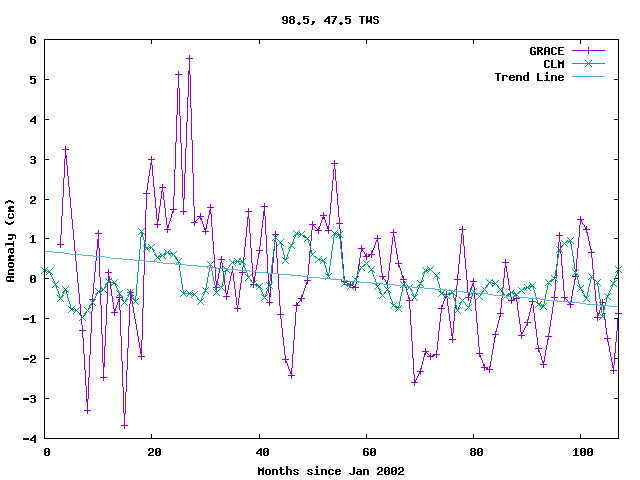 98.5, 47.5 TWS
GRACE
CLM
Trend Line
6
5
4
3
2
1
0
-1
-2
-3
-4
Anomaly (cm)
0 20 40 60 80 100
Months since Jan 2002